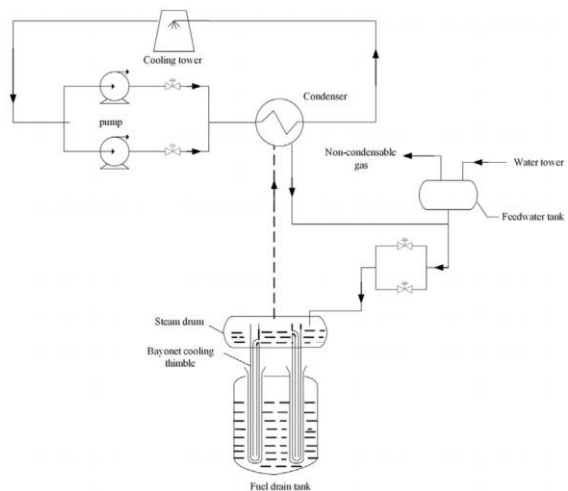 Cooling tower
Condenser
pump
Non-condensable
gas
Water tower
Feedwater tank
Steam drum
Bayonet cooling
thimble
Fuel drain tank